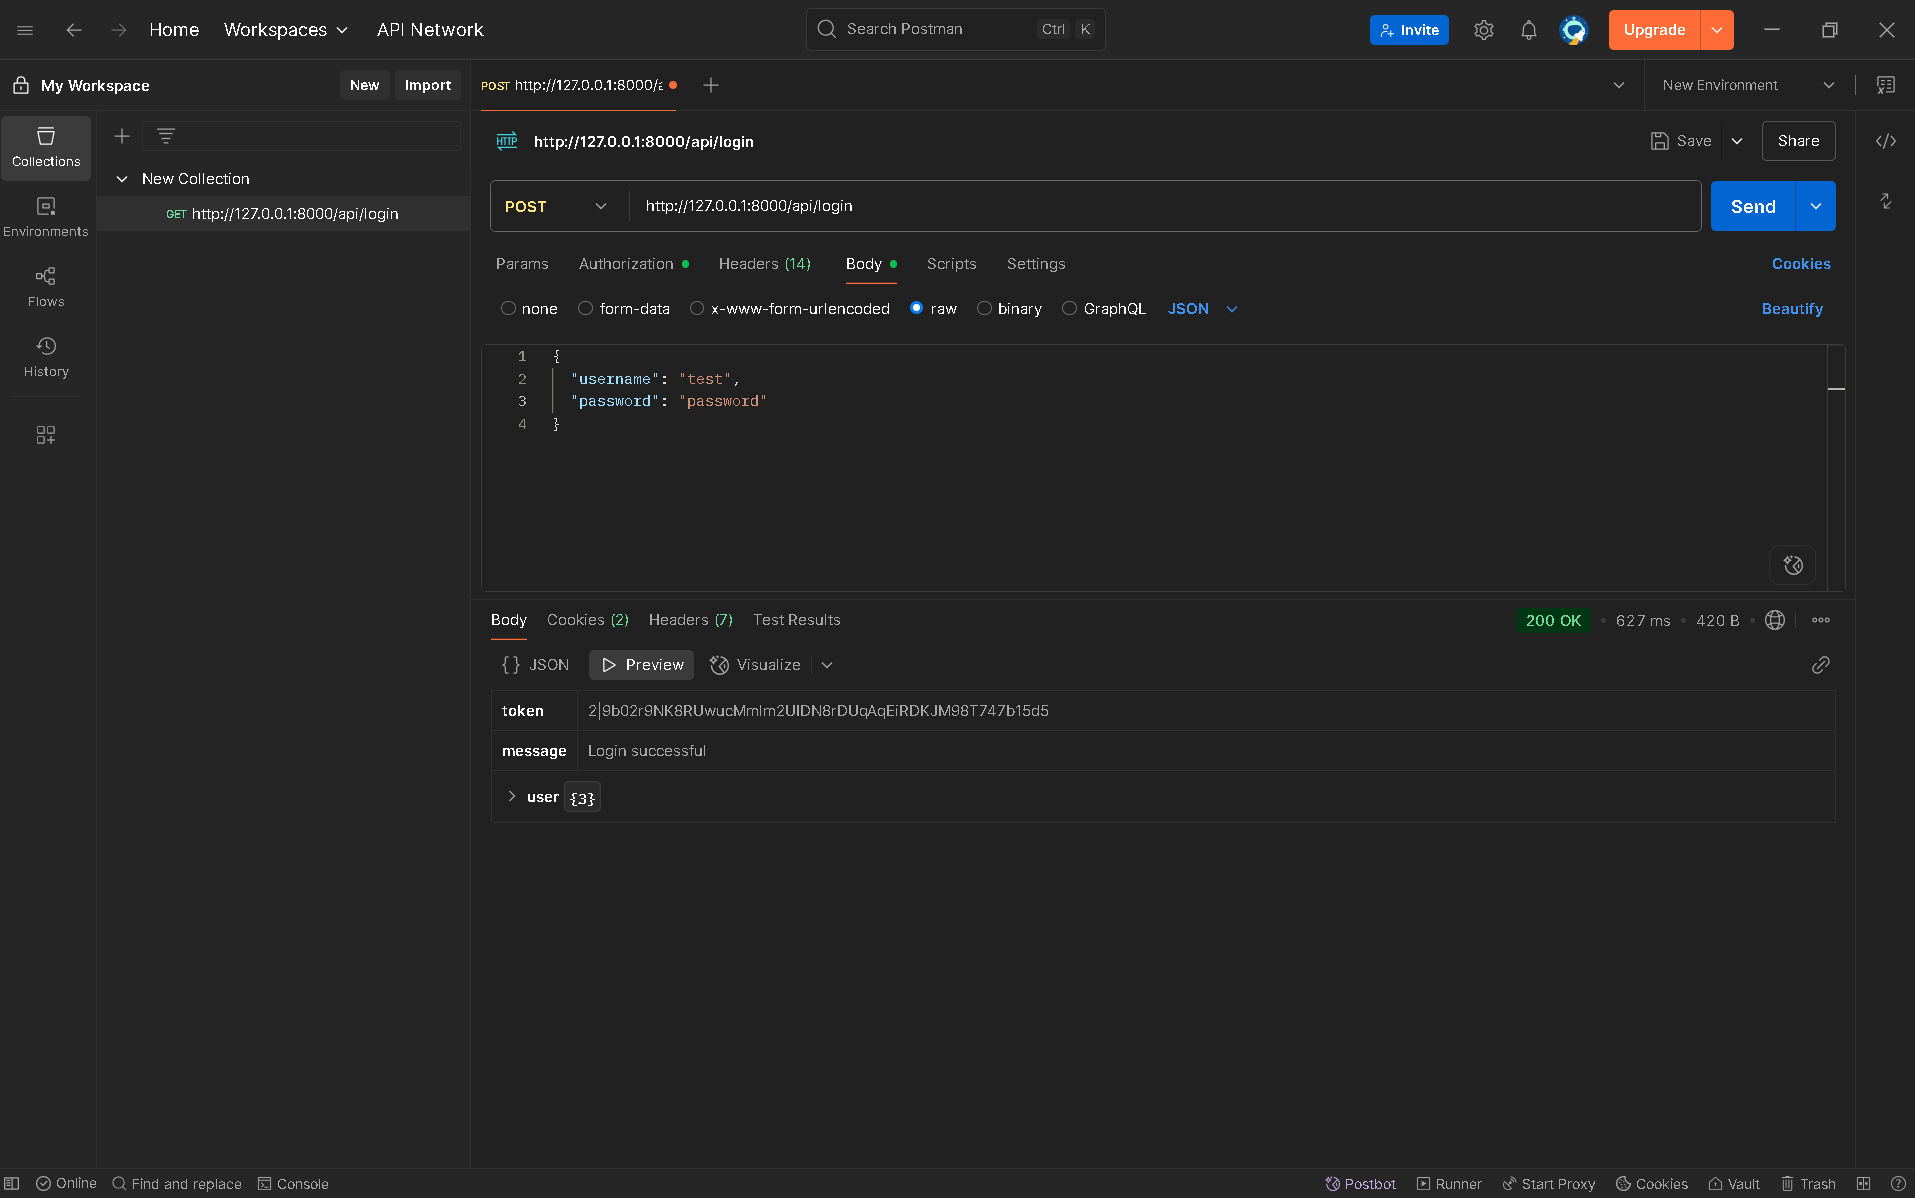 Home Workspaces API Network Search Postman Ctrl K Invite Upgrade
My Workspace New Import POST http://127.0.0.1:8000/a New Environment
Collections
Environments
Flows
History
New Collection
GET http://127.0.0.1:8000/api/login
HTTP http://127.0.0.1:8000/api/login Save Share
POST http://127.0.0.1:8000/api/login Send
Params Authorization Headers (14) Body Scripts Settings Cookies
none form-data x-www-form-urlencoded raw binary GraphQL JSON Beautify
1 {
2 "username": "test",
3 "password": "password"
4 }
Body Cookies (2) Headers (7) Test Results 200 OK • 627 ms • 420 B •
{} JSON Preview Visualize
token 2|9b02r9NK8RUwucMmIm2UIDN8rDUqAqEiRDKJM98T747b15d5
message Login successful
user {3}
Online Find and replace Console Postbot Runner Start Proxy Cookies Vault Trash